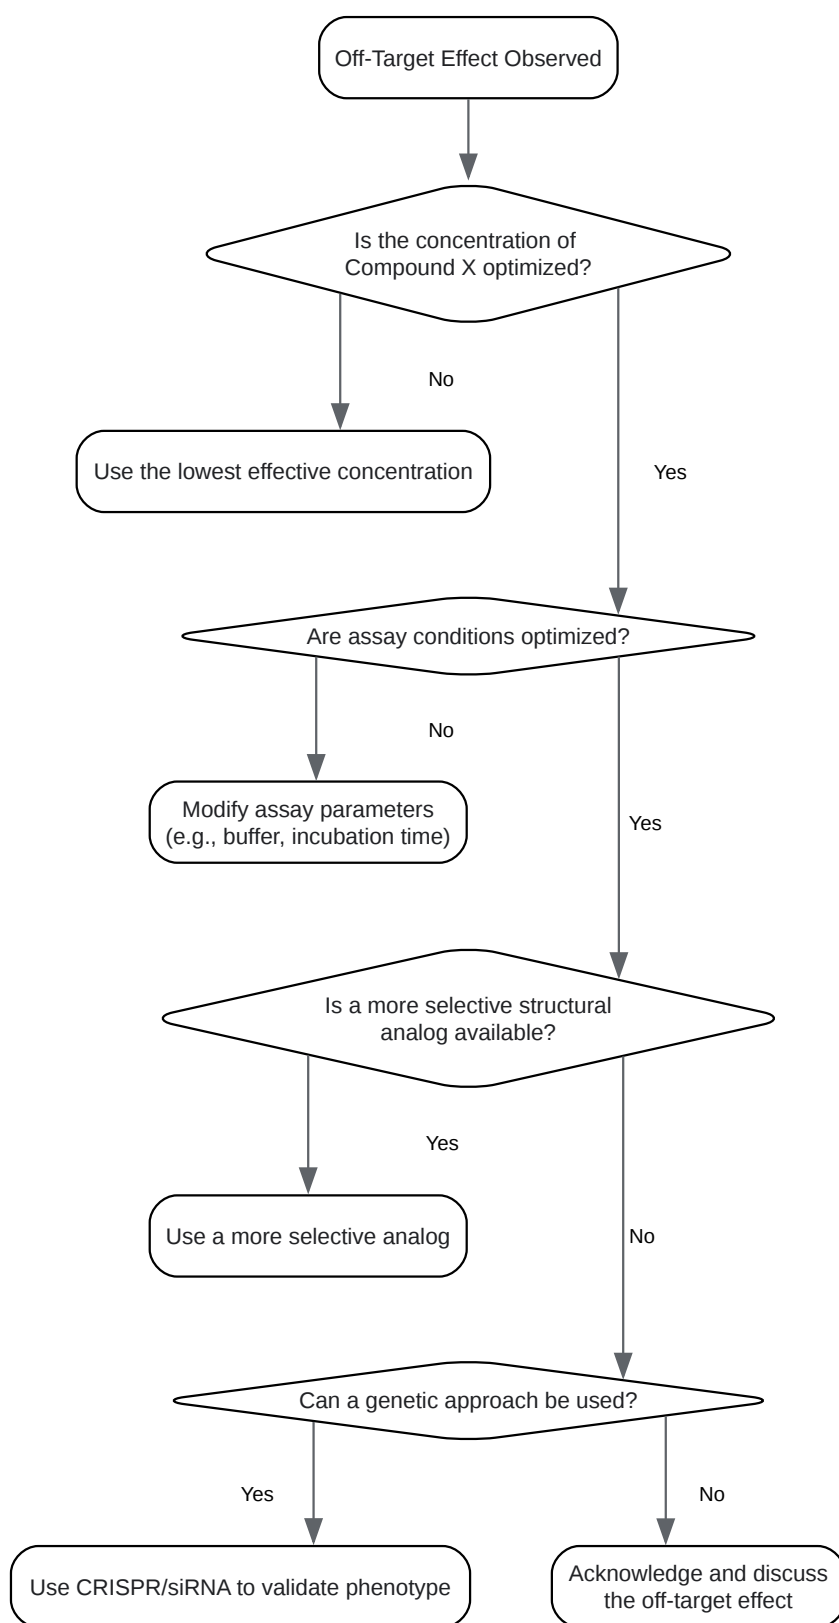 Off-Target Effect Observed
Is the concentration of
Compound X optimized?
No
Use the lowest effective concentration
Yes
Are assay conditions optimized?
No
Modify assay parameters
(e.g., buffer, incubation time)
Yes
Is a more selective structural
analog available?
Yes
Use a more selective analog
No
Can a genetic approach be used?
Yes
No
Use CRISPR/siRNA to validate phenotype
Acknowledge and discuss
the off-target effect